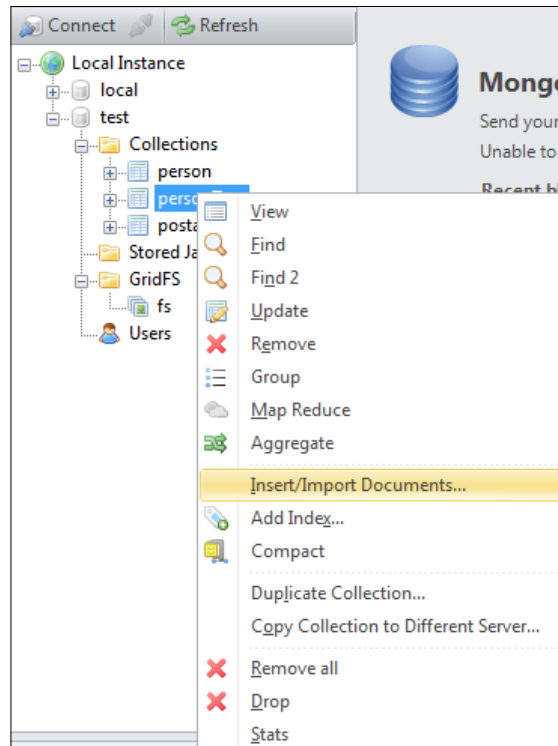 Connect Refresh
Local Instance
local
test
Collections
person
posta
Stored Ja
GridFS
fs
Users
Mongo
Send your
Unable to
Recent bl
View
Find
Find 2
Update
Remove
Group
Map Reduce
Aggregate
Insert/Import Documents...
Add Index...
Compact
Duplicate Collection...
Copy Collection to Different Server...
Remove all
Drop
Stats